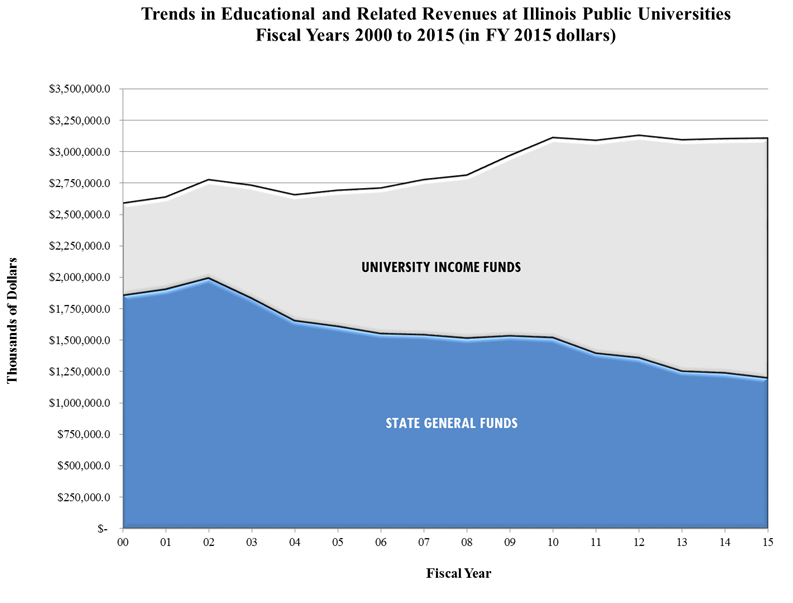 Trends in Educational and Related Revenues at Illinois Public Universities
Fiscal Years 2000 to 2015 (in FY 2015 dollars)
$3,500,000.0
$3,250,000.0
$3,000,000.0
$2,750,000.0
$2,500,000.0
$2,250,000.0
$2,000,000.0
$1,750,000.0
$1,500,000.0
$1,250,000.0
$1,000,000.0
$750,000.0
$500,000.0
$250,000.0
$-
Thousands of Dollars
UNIVERSITY INCOME FUNDS
STATE GENERAL FUNDS
00 01 02 03 04 05 06 07 08 09 10 11 12 13 14 15
Fiscal Year